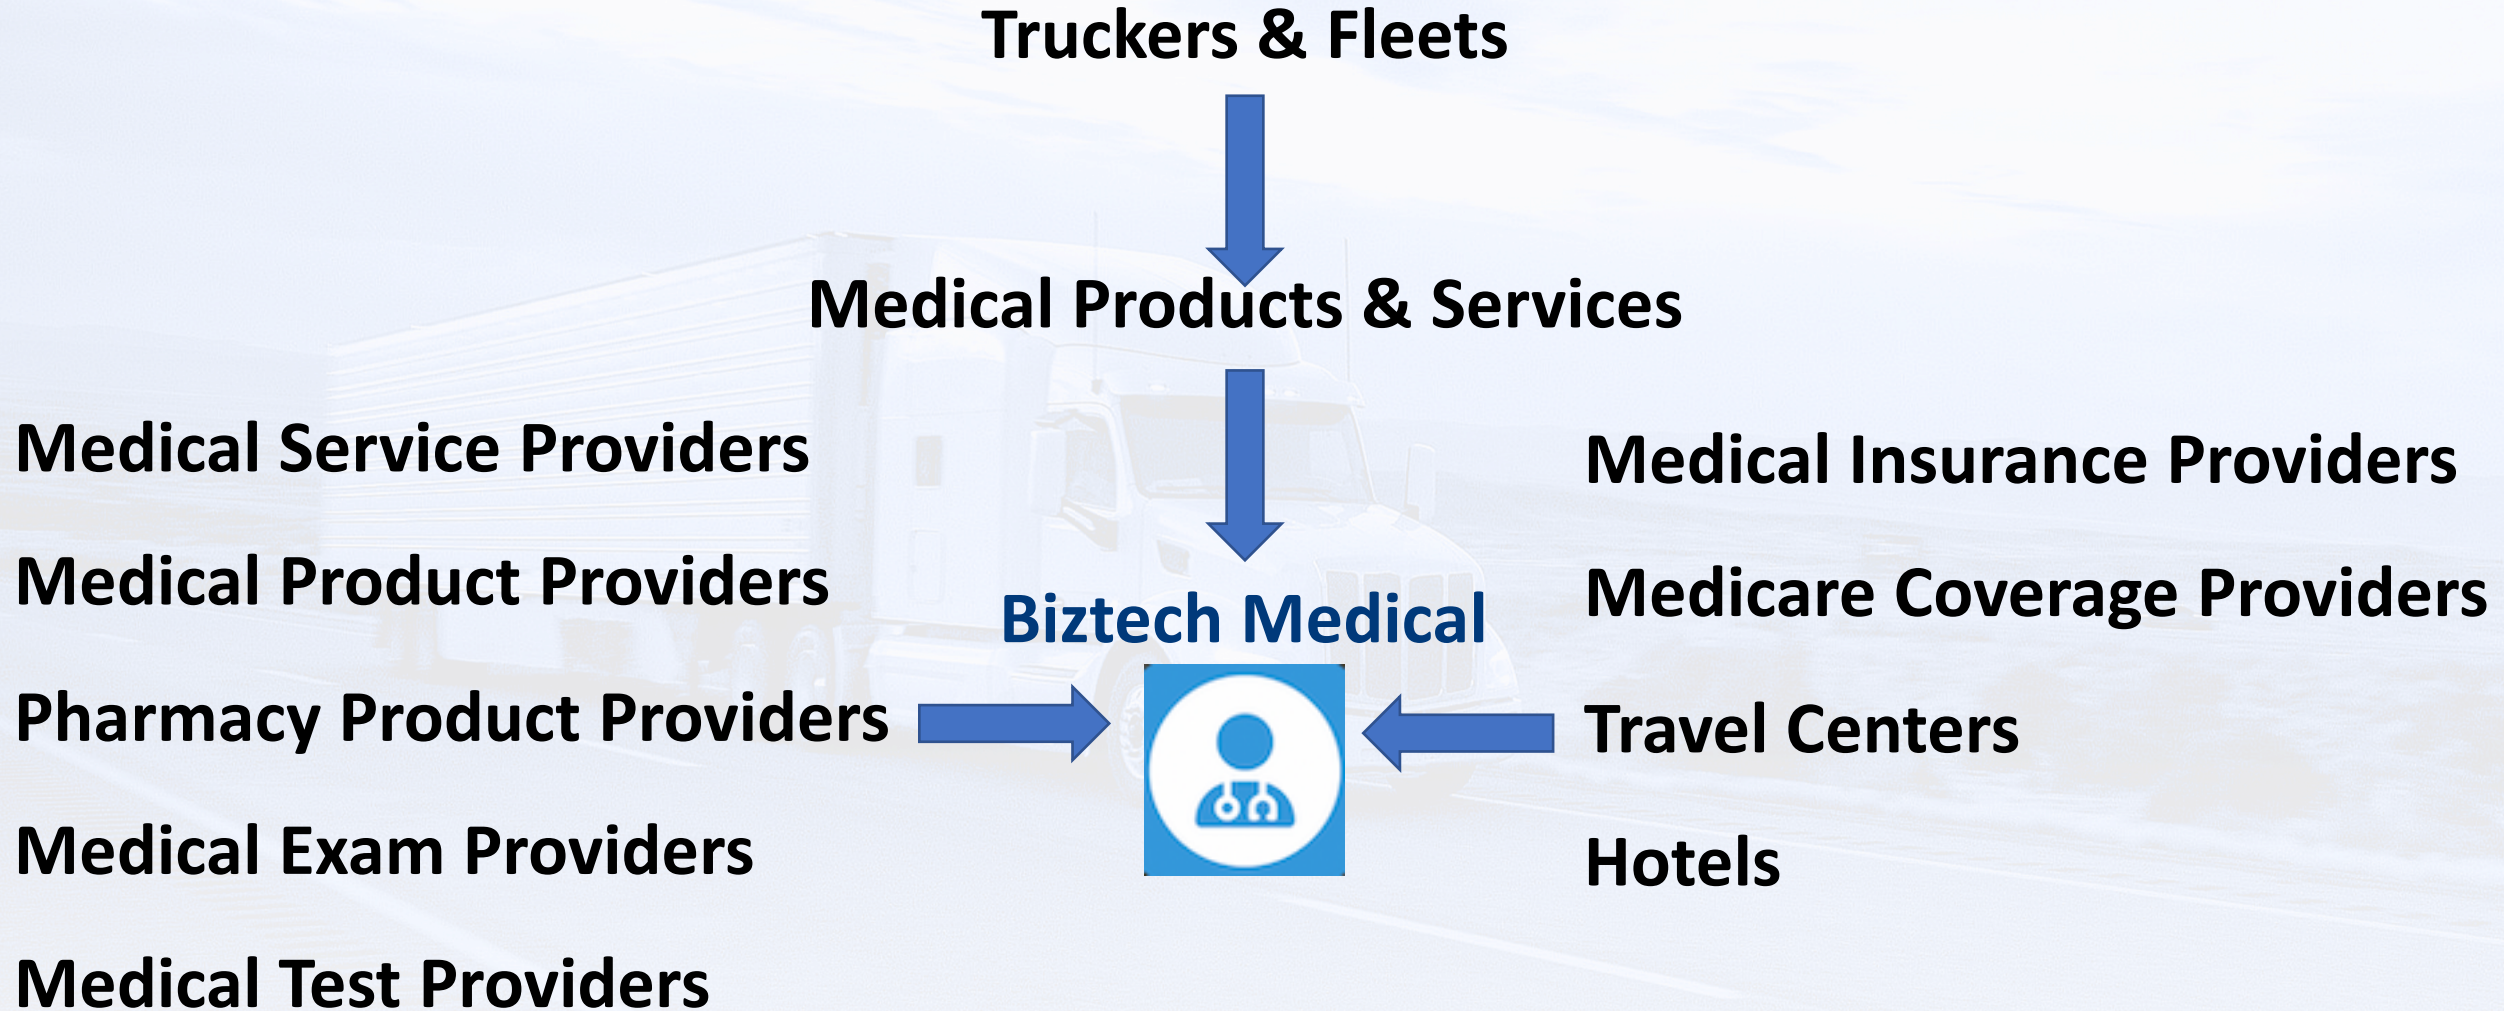 Truckers & Fleets
Medical Products & Services
Medical Service Providers
Medical Product Providers
Pharmacy Product Providers
Medical Exam Providers
Medical Test Providers
Biztech Medical
Medical Insurance Providers
Medicare Coverage Providers
Travel Centers
Hotels